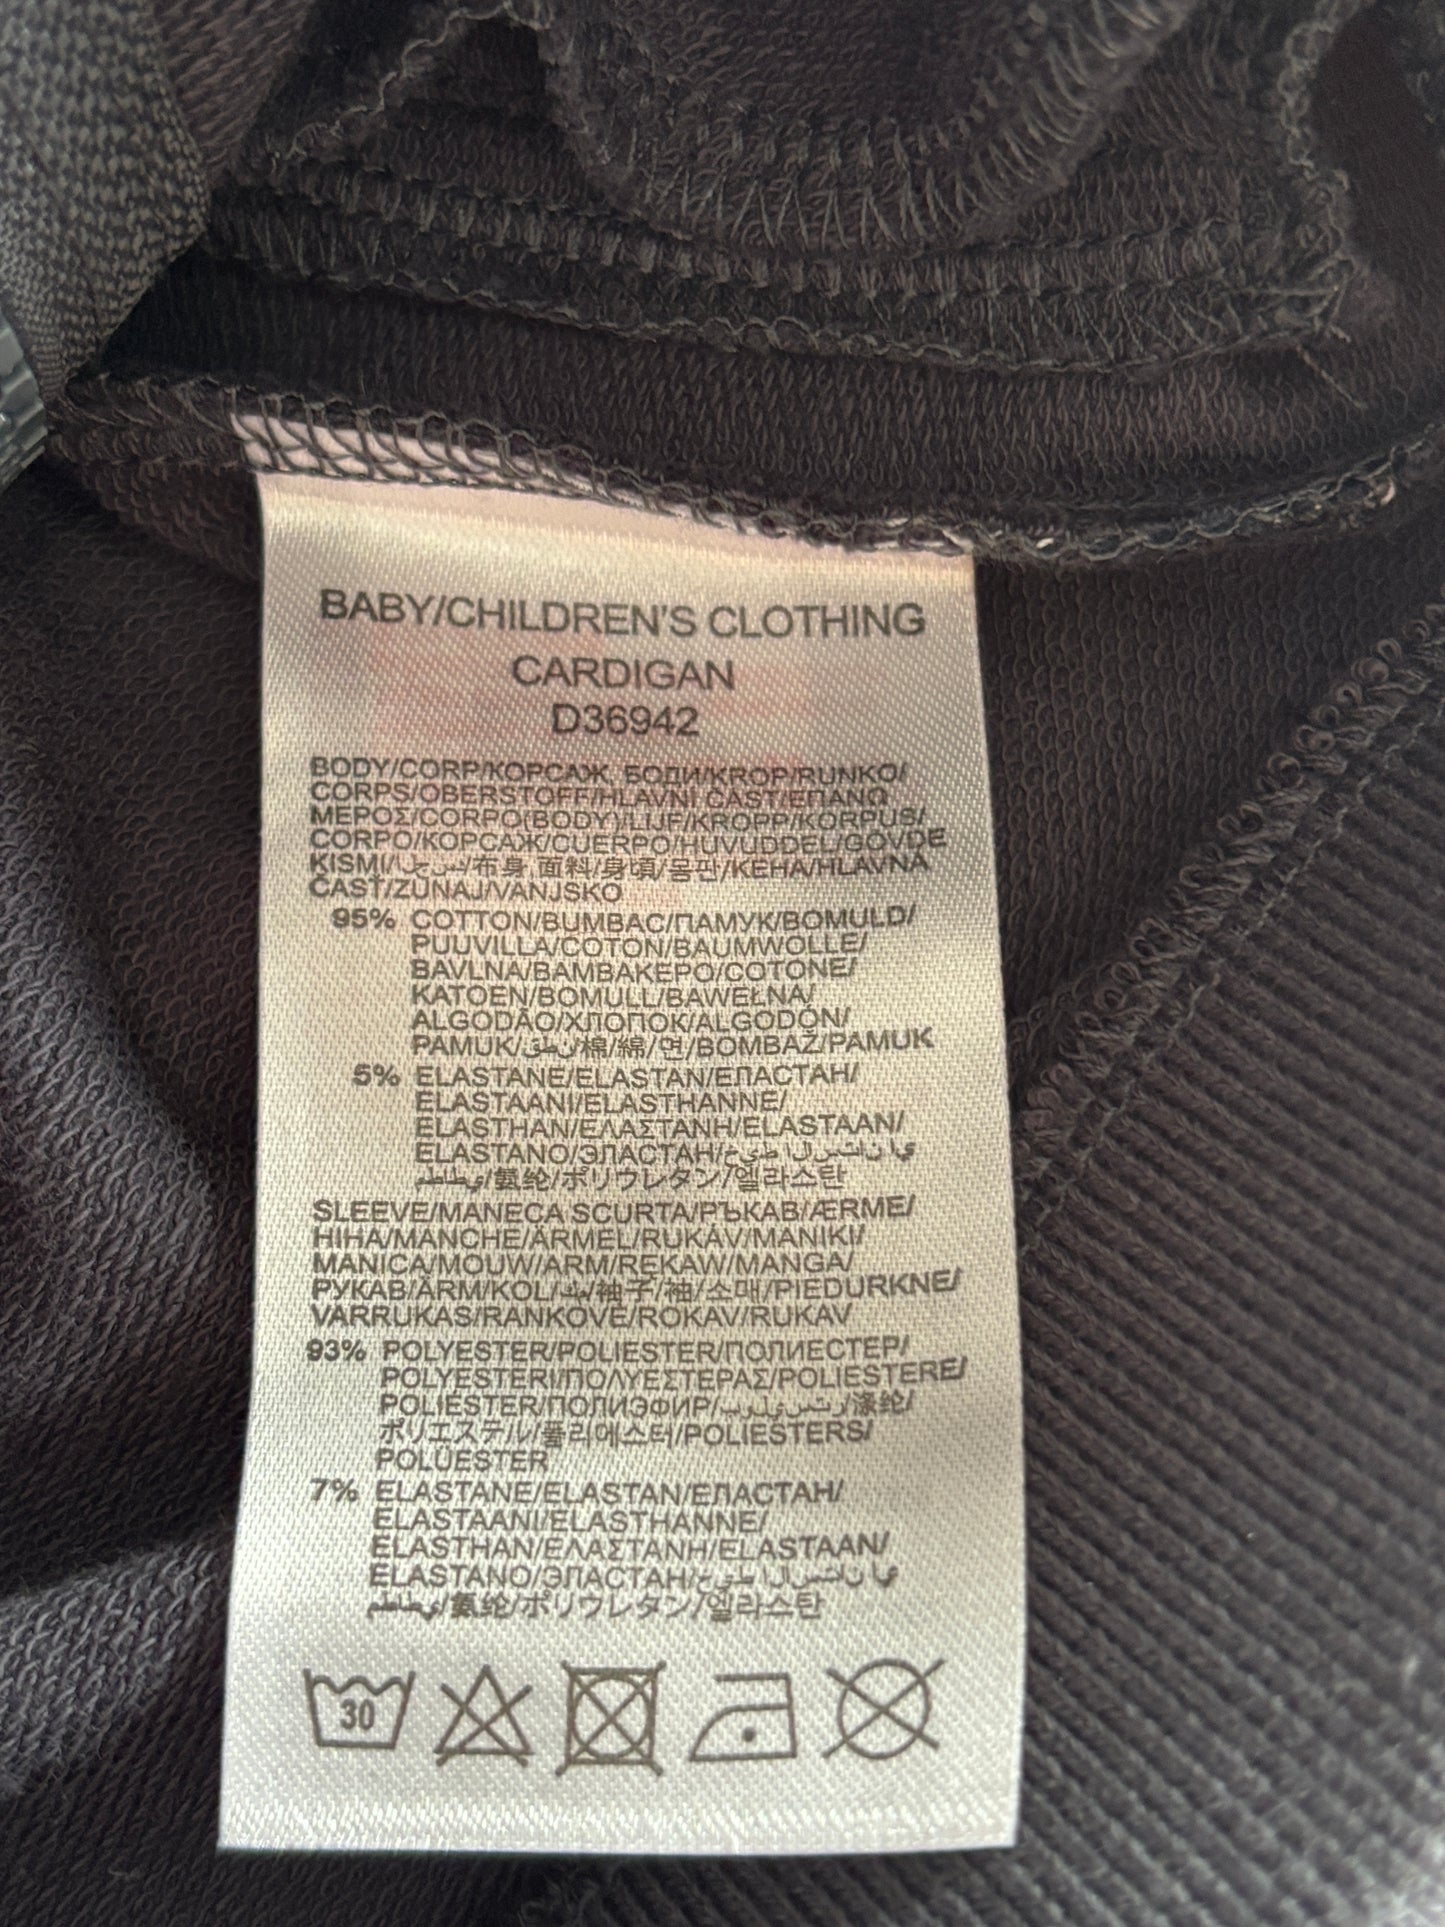 BABY/CHILDREN'S CLOTHING
CARDIGAN
D36942
BODY/CORP/КОРСАЖ, БОДИ/KROP/RUNKO/
CORPS/OBERSTOFF/HLAVNÍ ČÁST/ΕΠΑΝΩ
ΜΕΡΟΣ/CORPO(BODY)/LIJF/KROPP/KORPUS/
CORPO/КОРСАЖ/CUERPO/HUVUDDEL/GÖVDE
KISMI/布身,面料/身頃/몸판/KEHA/HLAVNÁ
ČASŤ/ZUNAJ/VANJSKO
95% COTTON/BUMBAC/ПАМУК/BOMULD/
PUUVILLA/COTON/BAUMWOLLE/
BAVLNA/ΒΑΜΒΑΚΕΡΟ/COTONE/
KATOEN/BOMULL/BAWEŁNA/
ALGODÃO/ХЛОПОК/ALGODÓN/
PAMUK/棉/綿/면/BOMBAŽ/PAMUK
5% ELASTANE/ELASTAN/ЕЛАСТАН/
ELASTAANI/ELASTHANNE/
ELASTHAN/ΕΛΑΣΤΑΝΗ/ELASTAAN/
ELASTANO/ЭЛАСТАН/
氨纶/ポリウレタン/엘라스탄
SLEEVE/MANECA SCURTA/РЪКАВ/ÆRME/
HIHA/MANCHE/ÄRMEL/RUKÁV/MANIKI/
MANICA/MOUW/ARM/RĘKAW/MANGA/
РУКАВ/ÄRM/KOL/袖子/袖/소매/PIEDURKNE/
VARRUKAS/RANKOVĖ/ROKAV/RUKAV
93% POLYESTER/POLIESTER/ПОЛИЕСТЕР/
POLYESTERI/ΠΟΛΥΕΣΤΕΡΑΣ/POLIESTERE/
POLIÉSTER/ПОЛИЭФИР/涤纶/
ポリエステル/폴리에스터/POLIESTERS/
POLÜESTER
7% ELASTANE/ELASTAN/ЕЛАСТАН/
ELASTAANI/ELASTHANNE/
ELASTHAN/ΕΛΑΣΤΑΝΗ/ELASTAAN/
ELASTANO/ЭЛАСТАН/
氨纶/ポリウレタン/엘라스탄
30